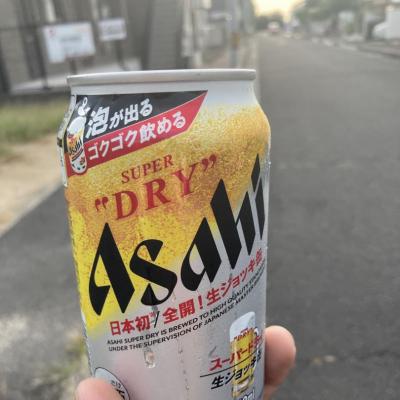 泡が出る
ゴクゴク飲める
SUPER
"DRY"
Asahi
日本初※/全開!生ジョッキ缶
ASAHI SUPER DRY IS BREWED TO HIGH QUALITY
UNDER THE SUPERVISION OF JAPANESE MASTER
スーパードライ
生ジョッキ缶